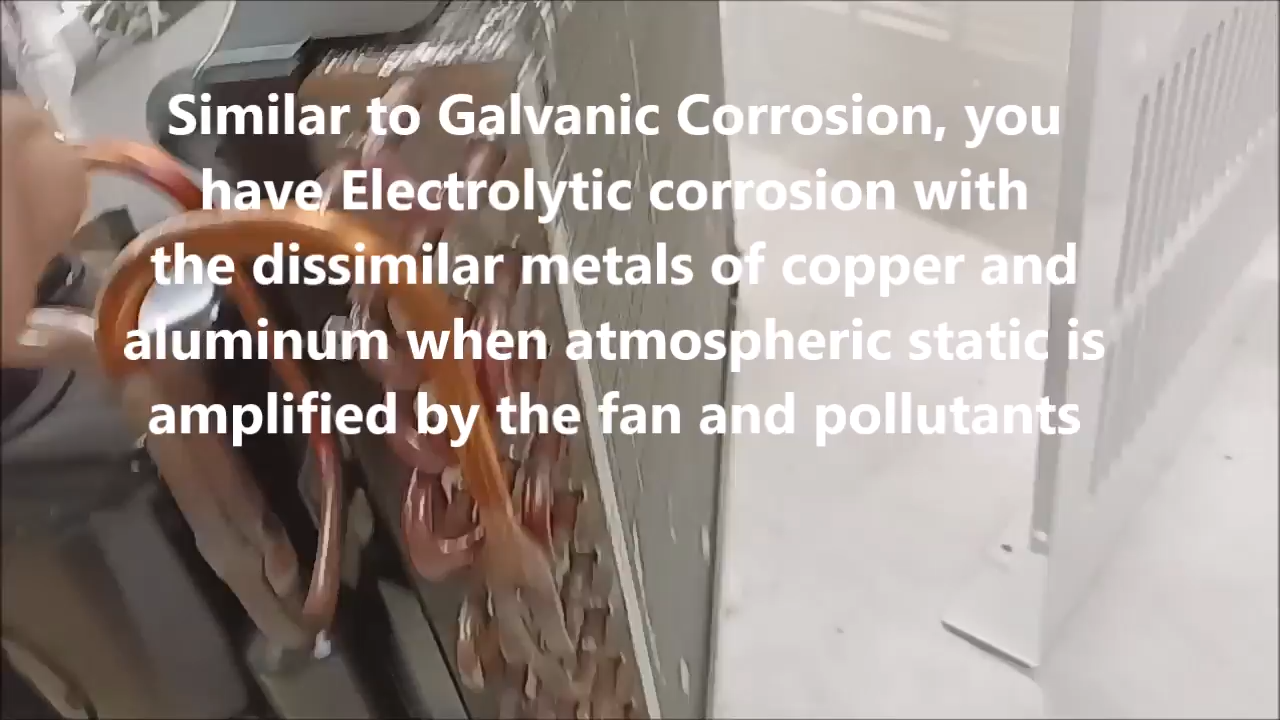 Similar to Galvanic Corrosion, you
have Electrolytic corrosion with
the dissimilar metals of copper and
aluminum when atmospheric static is
amplified by the fan and pollutants